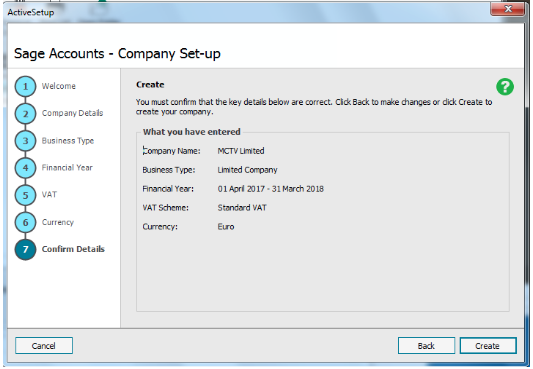 ActiveSetup
x
Sage Accounts - Company Set-up
1 Welcome
2 Company Details
3 Business Type
4 Financial Year
5 VAT
6 Currency
7 Confirm Details
Create
?
You must confirm that the key details below are correct. Click Back to make changes or click Create to
create your company.
What you have entered
Company Name: MCTV Limited
Business Type: Limited Company
Financial Year: 01 April 2017 - 31 March 2018
VAT Scheme: Standard VAT
Currency: Euro
Cancel
Back
Create